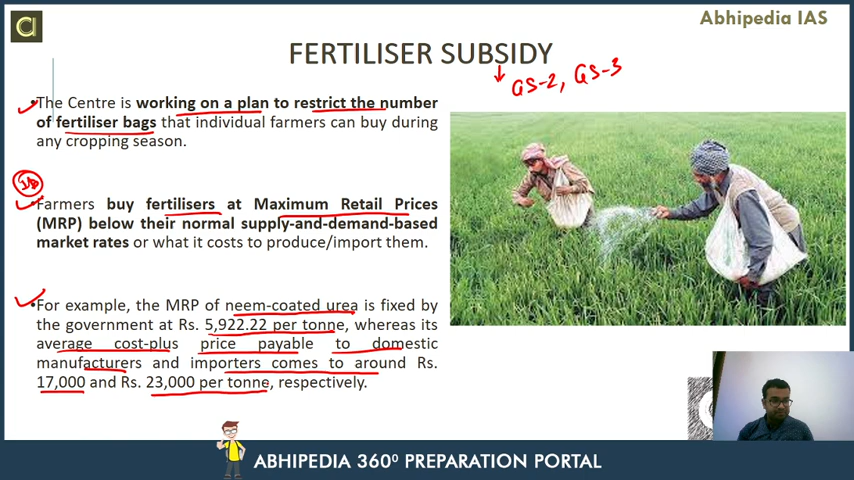 Abhipedia IAS
FERTILISER SUBSIDY
GS-2, GS-3
•The Centre is working on a plan to restrict the number
of fertiliser bags that individual farmers can buy during
any cropping season.
•Farmers buy fertilisers at Maximum Retail Prices
(MRP) below their normal supply-and-demand-based
market rates or what it costs to produce/import them.
•For example, the MRP of neem-coated urea is fixed by
the government at Rs. 5,922.22 per tonne, whereas its
average cost-plus price payable to domestic
manufacturers and importers comes to around Rs.
17,000 and Rs. 23,000 per tonne, respectively.
ABHIPEDIA 360⁰ PREPARATION PORTAL